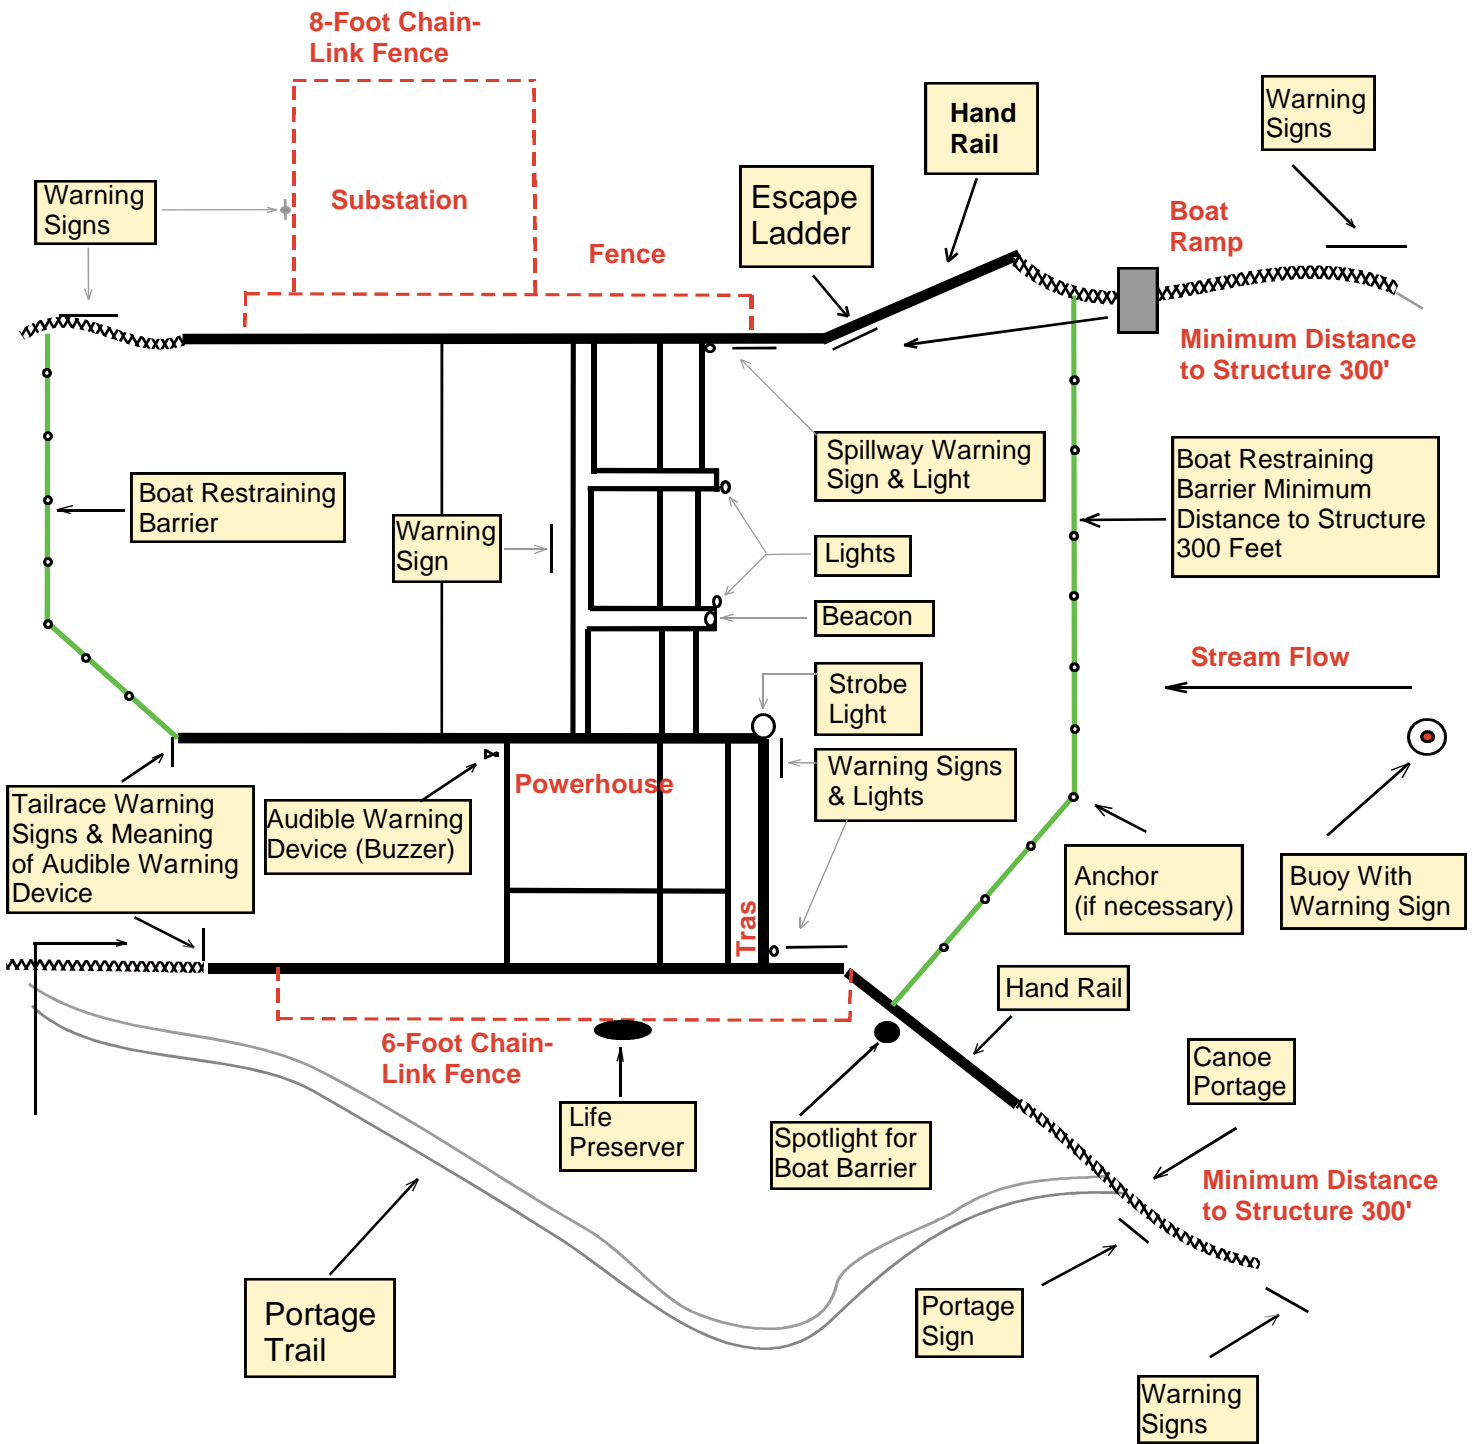 8-Foot Chain-
Link Fence
Warning
Signs
Hand
Rail
Warning
Signs
Substation
Escape
Ladder
Boat
Ramp
Fence
Minimum Distance
to Structure 300'
Spillway Warning
Sign & Light
Boat Restraining
Barrier Minimum
Distance to Structure
300 Feet
Boat Restraining
Barrier
Warning
Sign
Lights
Beacon
Stream Flow
Strobe
Light
Powerhouse
Warning Signs
& Lights
Tailrace Warning
Signs & Meaning
of Audible Warning
Device
Audible Warning
Device (Buzzer)
Anchor
(if necessary)
Buoy With
Warning Sign
Tras
Hand Rail
6-Foot Chain-
Link Fence
Canoe
Portage
Life
Preserver
Spotlight for
Boat Barrier
Minimum Distance
to Structure 300'
Portage
Trail
Portage
Sign
Warning
Signs